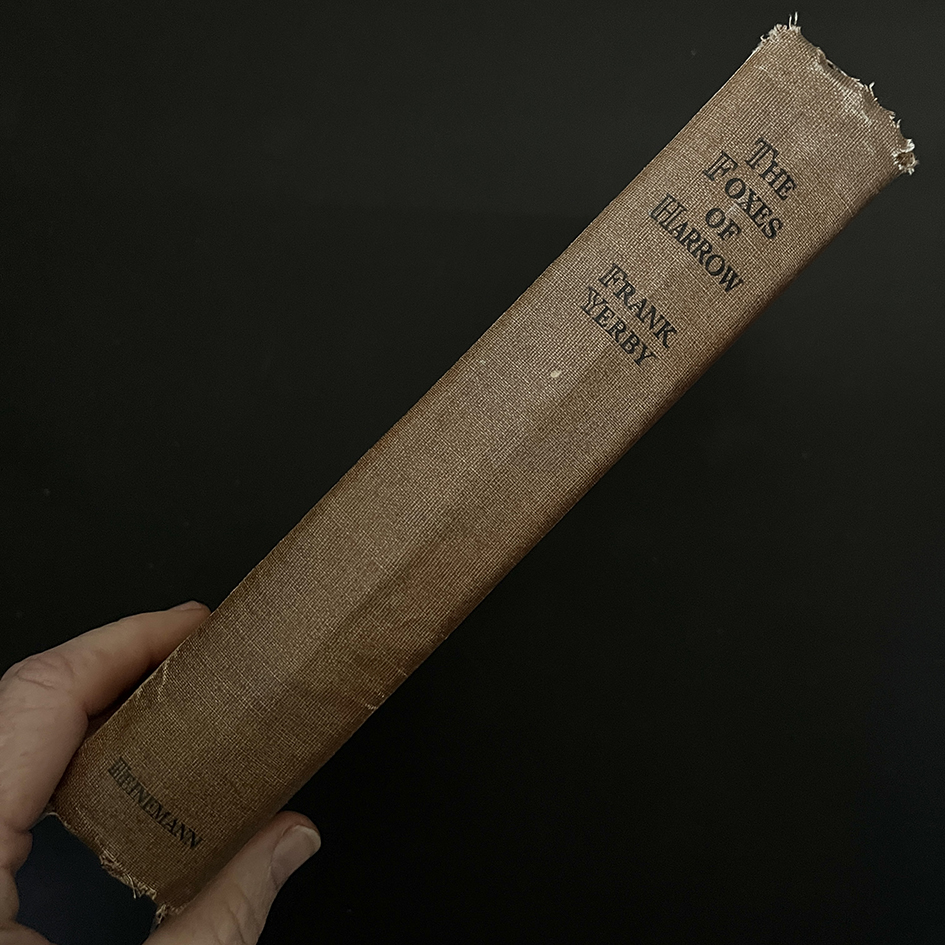 THE
FOXES
OF
HARROW
FRANK
YERBY
HEINEMANN